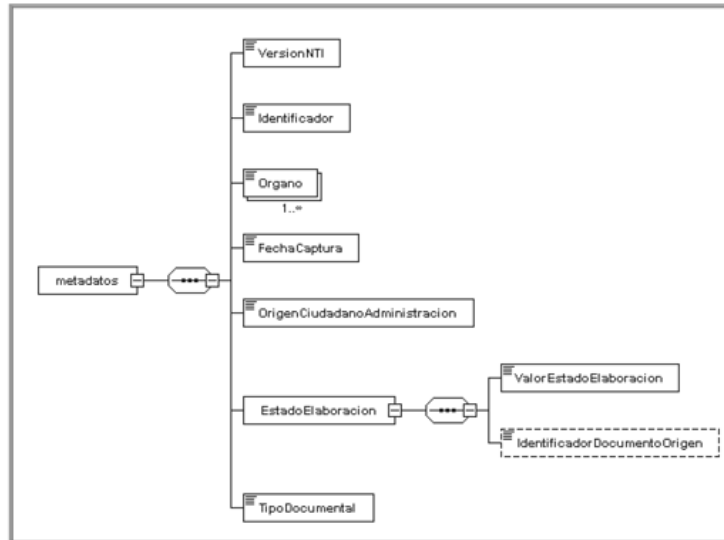 VersionNTI
Identificador
Organo
1..∞
FechaCaptura
metadatos
OrigenCiudadanoAdministracion
ValorEstadoElaboracion
EstadoElaboracion
IdentificadorDocumentoOrigen
TipoDocumental